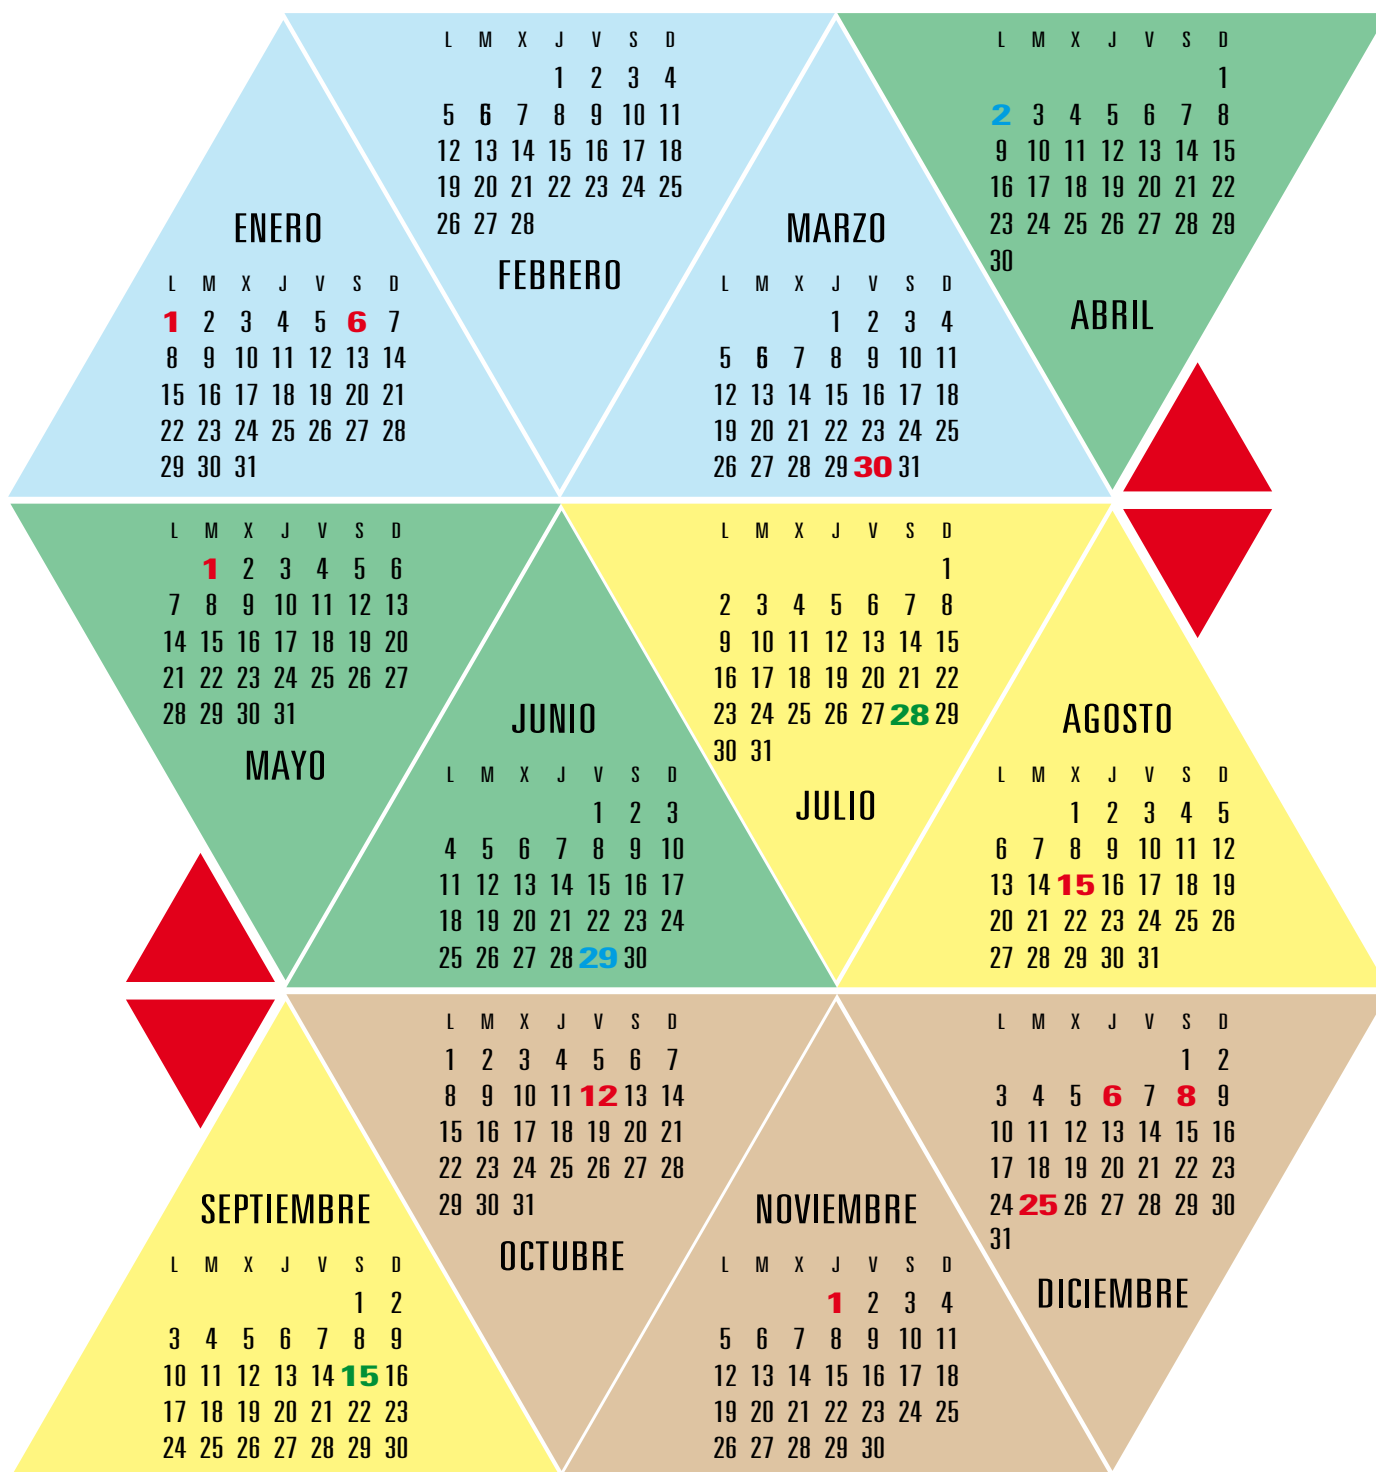 ENERO
L M X J V S D
1 2 3 4 5 6 7
8 9 10 11 12 13 14
15 16 17 18 19 20 21
22 23 24 25 26 27 28
29 30 31
L M X J V S D
1 2 3 4
5 6 7 8 9 10 11
12 13 14 15 16 17 18
19 20 21 22 23 24 25
26 27 28
FEBRERO
MARZO
L M X J V S D
1 2 3 4
5 6 7 8 9 10 11
12 13 14 15 16 17 18
19 20 21 22 23 24 25
26 27 28 29 30 31
L M X J V S D
1
2 3 4 5 6 7 8
9 10 11 12 13 14 15
16 17 18 19 20 21 22
23 24 25 26 27 28 29
30
ABRIL
L M X J V S D
1 2 3 4 5 6
7 8 9 10 11 12 13
14 15 16 17 18 19 20
21 22 23 24 25 26 27
28 29 30 31
MAYO
JUNIO
L M X J V S D
1 2 3
4 5 6 7 8 9 10
11 12 13 14 15 16 17
18 19 20 21 22 23 24
25 26 27 28 29 30
L M X J V S D
1
2 3 4 5 6 7 8
9 10 11 12 13 14 15
16 17 18 19 20 21 22
23 24 25 26 27 28 29
30 31
JULIO
AGOSTO
L M X J V S D
1 2 3 4 5
6 7 8 9 10 11 12
13 14 15 16 17 18 19
20 21 22 23 24 25 26
27 28 29 30 31
SEPTIEMBRE
L M X J V S D
1 2
3 4 5 6 7 8 9
10 11 12 13 14 15 16
17 18 19 20 21 22 23
24 25 26 27 28 29 30
L M X J V S D
1 2 3 4 5 6 7
8 9 10 11 12 13 14
15 16 17 18 19 20 21
22 23 24 25 26 27 28
29 30 31
OCTUBRE
NOVIEMBRE
L M X J V S D
1 2 3 4
5 6 7 8 9 10 11
12 13 14 15 16 17 18
19 20 21 22 23 24 25
26 27 28 29 30
L M X J V S D
1 2
3 4 5 6 7 8 9
10 11 12 13 14 15 16
17 18 19 20 21 22 23
24 25 26 27 28 29 30
31
DICIEMBRE